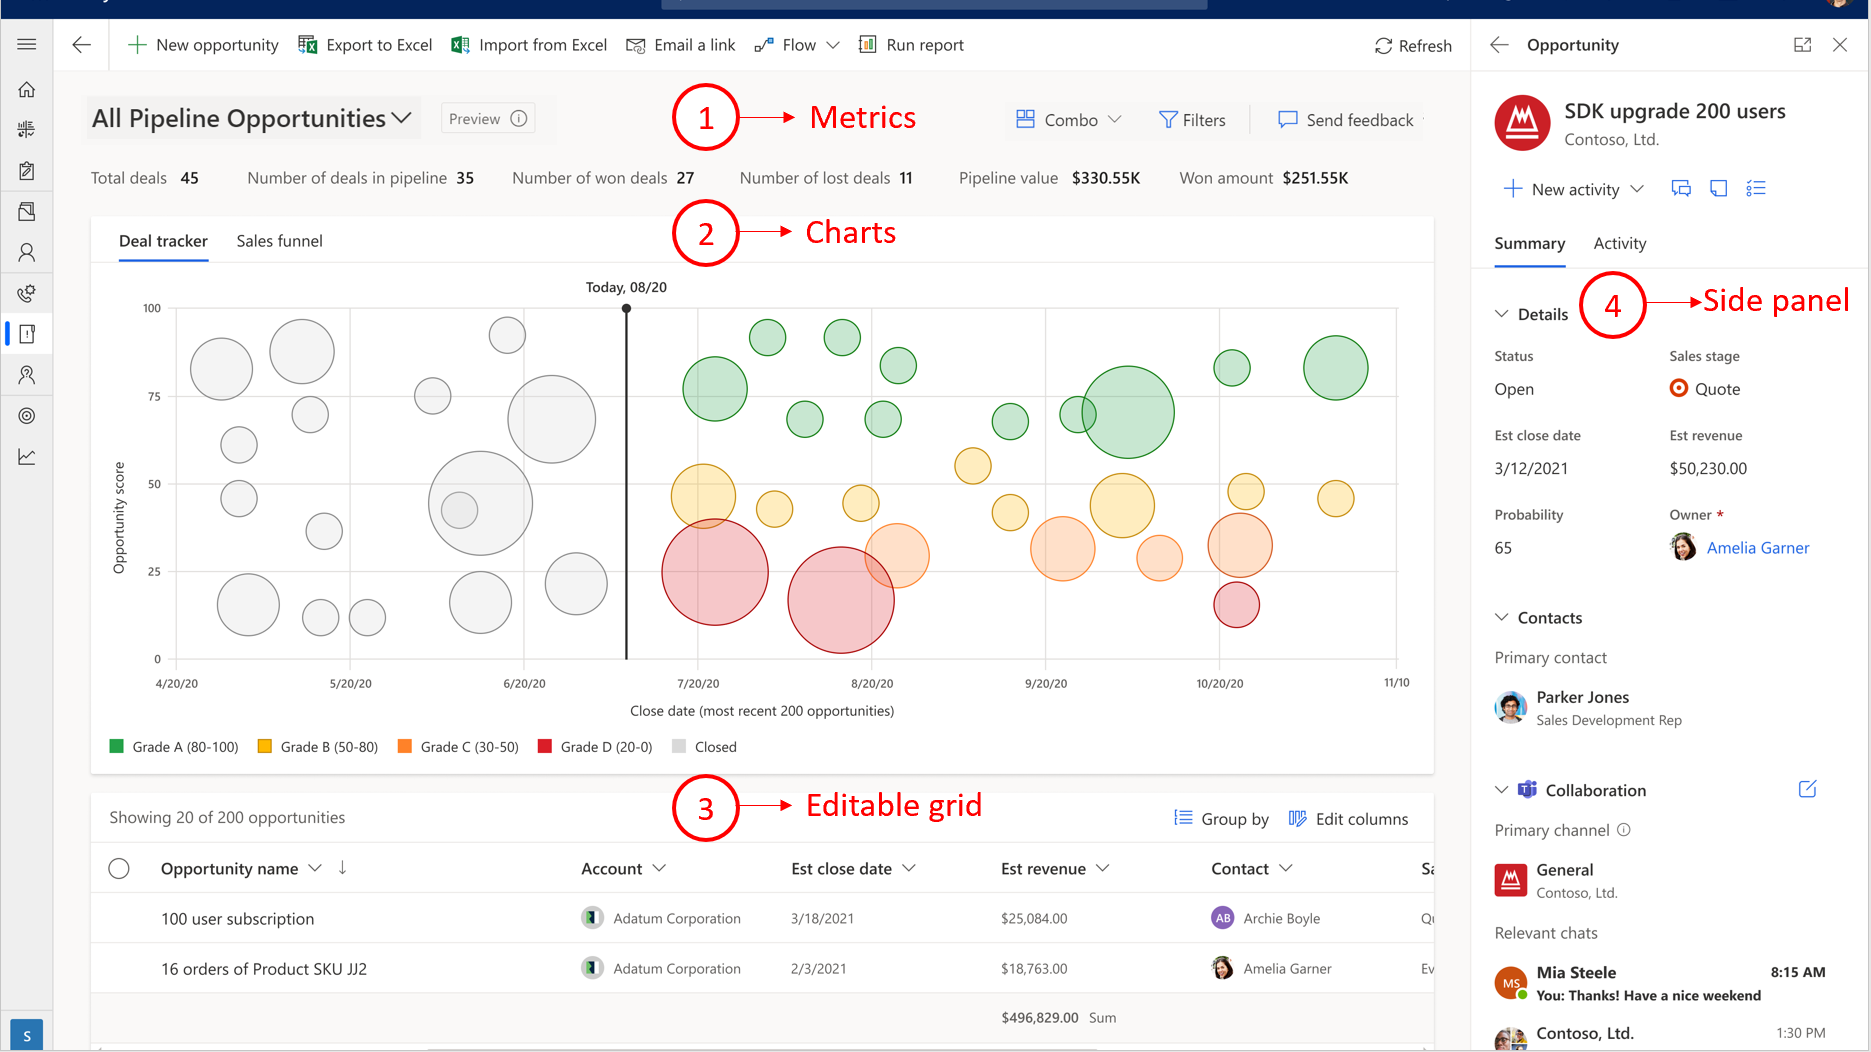 New opportunity Export to Excel Import from Excel Email a link Flow Run report Refresh
All Pipeline Opportunities Preview
1 Metrics
Combo Filters Send feedback
Total deals 45 Number of deals in pipeline 35 Number of won deals 27 Number of lost deals 11 Pipeline value $330.55K Won amount $251.55K
Deal tracker Sales funnel
2 Charts
Today, 08/20
Opportunity score
100
75
50
25
0
4/20/20 5/20/20 6/20/20 7/20/20 8/20/20 9/20/20 10/20/20 11/10
Close date (most recent 200 opportunities)
Grade A (80-100) Grade B (50-80) Grade C (30-50) Grade D (20-0) Closed
Showing 20 of 200 opportunities
3 Editable grid
Group by Edit columns
Opportunity name Account Est close date Est revenue Contact Sa
100 user subscription Adatum Corporation 3/18/2021 $25,084.00 AB Archie Boyle Qu
16 orders of Product SKU JJ2 Adatum Corporation 2/3/2021 $18,763.00 Amelia Garner Ev
$496,829.00 Sum
S
Opportunity
SDK upgrade 200 users
Contoso, Ltd.
New activity
Summary Activity
4 Side panel
Details
Status Sales stage
Open Quote
Est close date Est revenue
3/12/2021 $50,230.00
Probability Owner *
65 Amelia Garner
Contacts
Primary contact
Parker Jones
Sales Development Rep
Collaboration
Primary channel
General
Contoso, Ltd.
Relevant chats
MS Mia Steele 8:15 AM
You: Thanks! Have a nice weekend
Contoso, Ltd. 1:30 PM